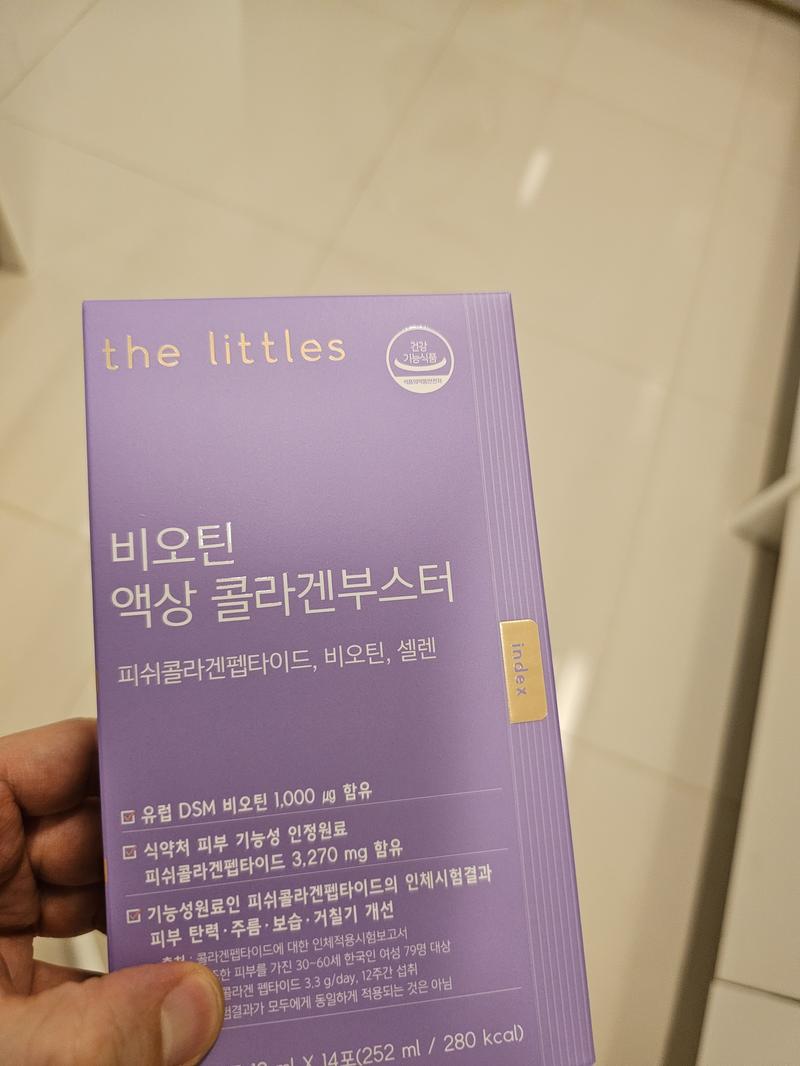 the littles
건강
기능식품
식품의약품안전처
비오틴
액상 콜라겐부스터
피쉬콜라겐펩타이드, 비오틴, 셀렌
index
유럽 DSM 비오틴 1,000 ㎍ 함유
식약처 피부 기능성 인정원료
피쉬콜라겐펩타이드 3,270 mg 함유
기능성원료인 피쉬콜라겐펩타이드의 인체시험결과
피부 탄력·주름·보습·거칠기 개선
: 콜라겐펩타이드에 대한 인체적용시험보고서
피부를 가진 30~60세 한국인 여성 79명 대상
콜라겐 펩타이드 3.3 g/day, 12주간 섭취
모두에게 동일하게 적용되는 것은 아님
ml X 14포(252 ml / 280 kcal)